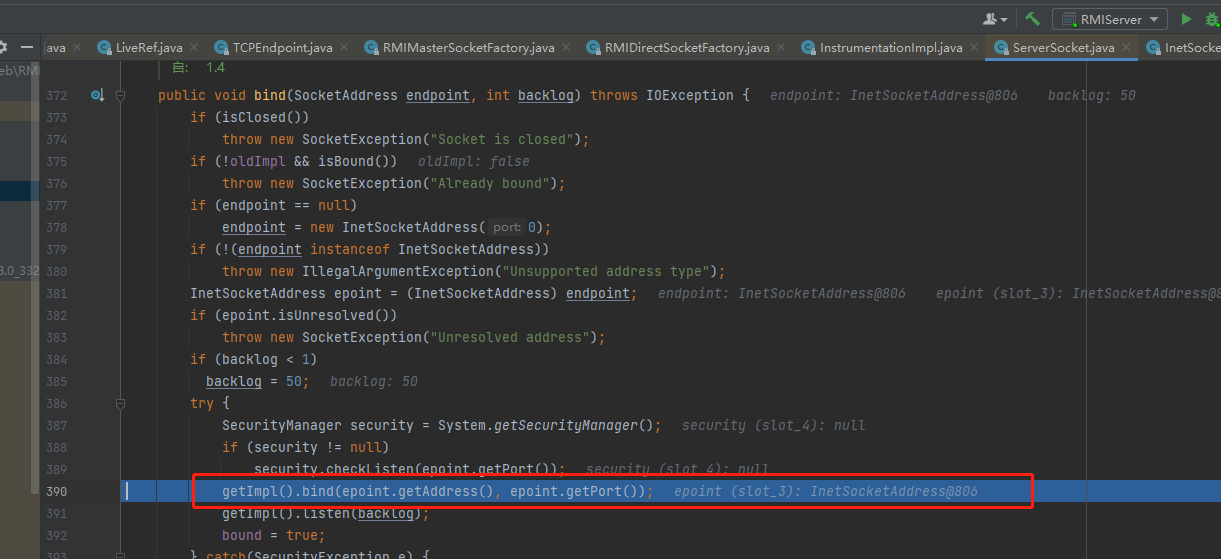 RMIServer
java
LiveRef.java
TCPEndpoint.java
RMIMasterSocketFactory.java
RMIDirectSocketFactory.java
InstrumentationImpl.java
ServerSocket.java
InetSocke
eb\RM
自: 1.4
372 public void bind(SocketAddress endpoint, int backlog) throws IOException { endpoint: InetSocketAddress@806 backlog: 50
373 if (isClosed())
374 throw new SocketException("Socket is closed");
375 if (!oldImpl && isBound()) oldImpl: false
376 throw new SocketException("Already bound");
377 if (endpoint == null)
378 endpoint = new InetSocketAddress( port: 0);
379 if (!(endpoint instanceof InetSocketAddress))
380 throw new IllegalArgumentException("Unsupported address type");
3.0_332
381 InetSocketAddress epoint = (InetSocketAddress) endpoint; endpoint: InetSocketAddress@806 epoint (slot_3): InetSocketAddress@8
382 if (epoint.isUnresolved())
383 throw new SocketException("Unresolved address");
384 if (backlog < 1)
385 backlog = 50; backlog: 50
386 try {
387 SecurityManager security = System.getSecurityManager(); security (slot_4): null
388 if (security != null)
389 security.checkListen(epoint.getPort()); security (slot_4): null
390 getImpl().bind(epoint.getAddress(), epoint.getPort()); epoint (slot_3): InetSocketAddress@806
391 getImpl().listen(backlog);
392 bound = true;
393 } catch(SecurityException e) {